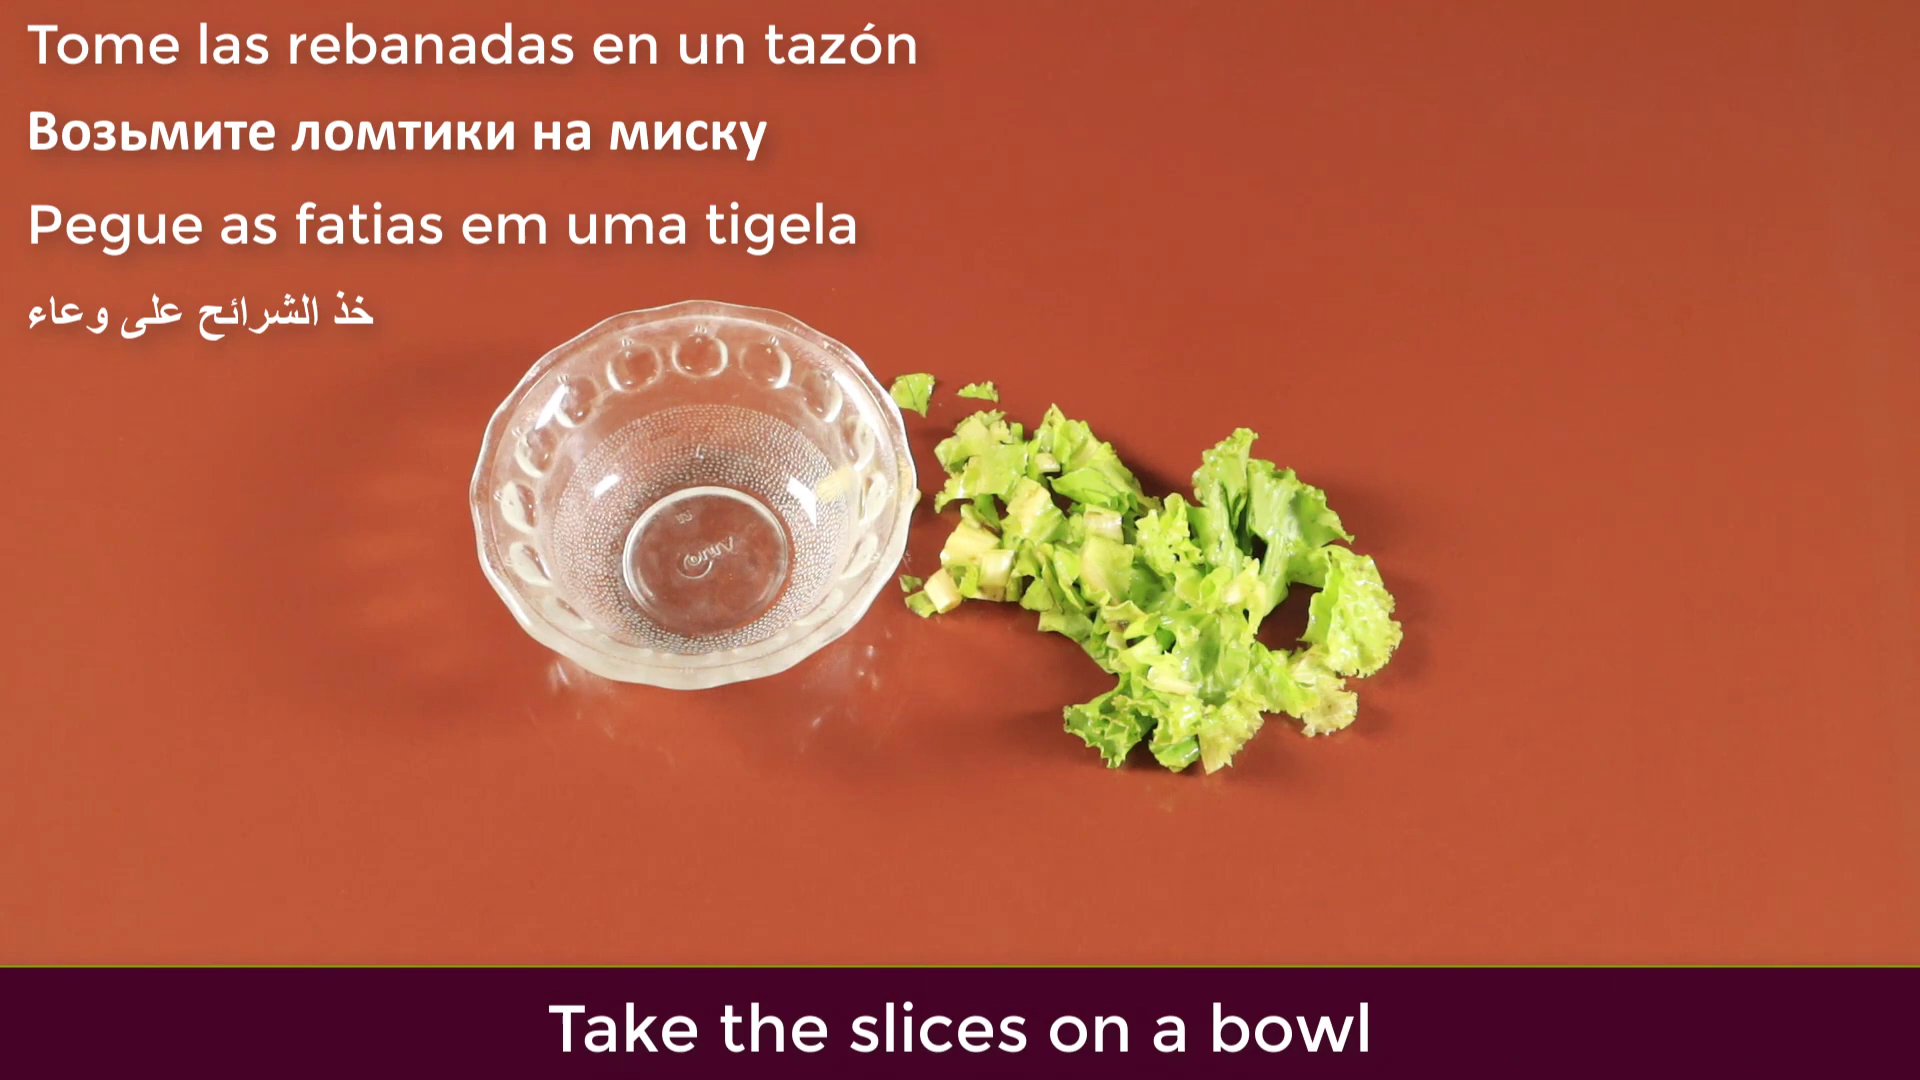 Tome las rebanadas en un tazón
Возьмите ломтики на миску
Pegue as fatias em uma tigela
خذ الشرائح على وعاء
Take the slices on a bowl